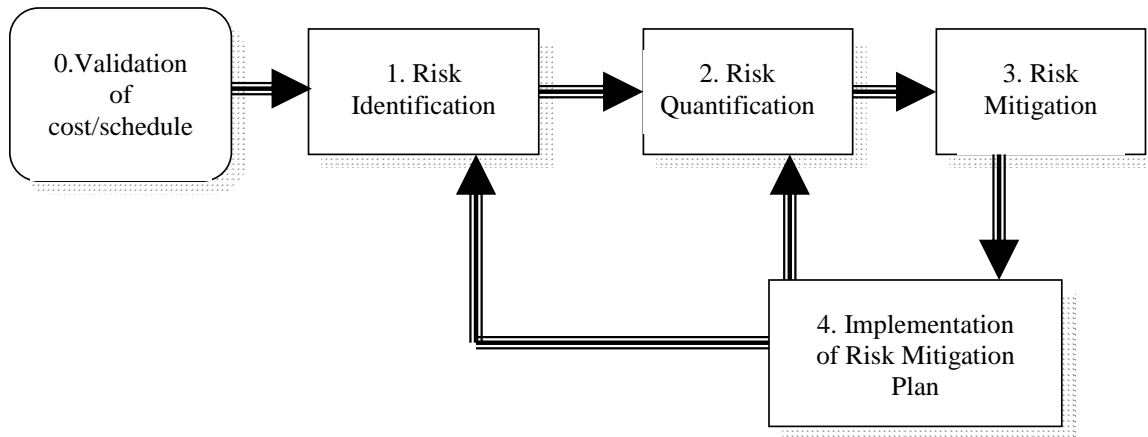 0.Validation
of
cost/schedule
1. Risk
Identification
2. Risk
Quantification
3. Risk
Mitigation
4. Implementation
of Risk Mitigation
Plan